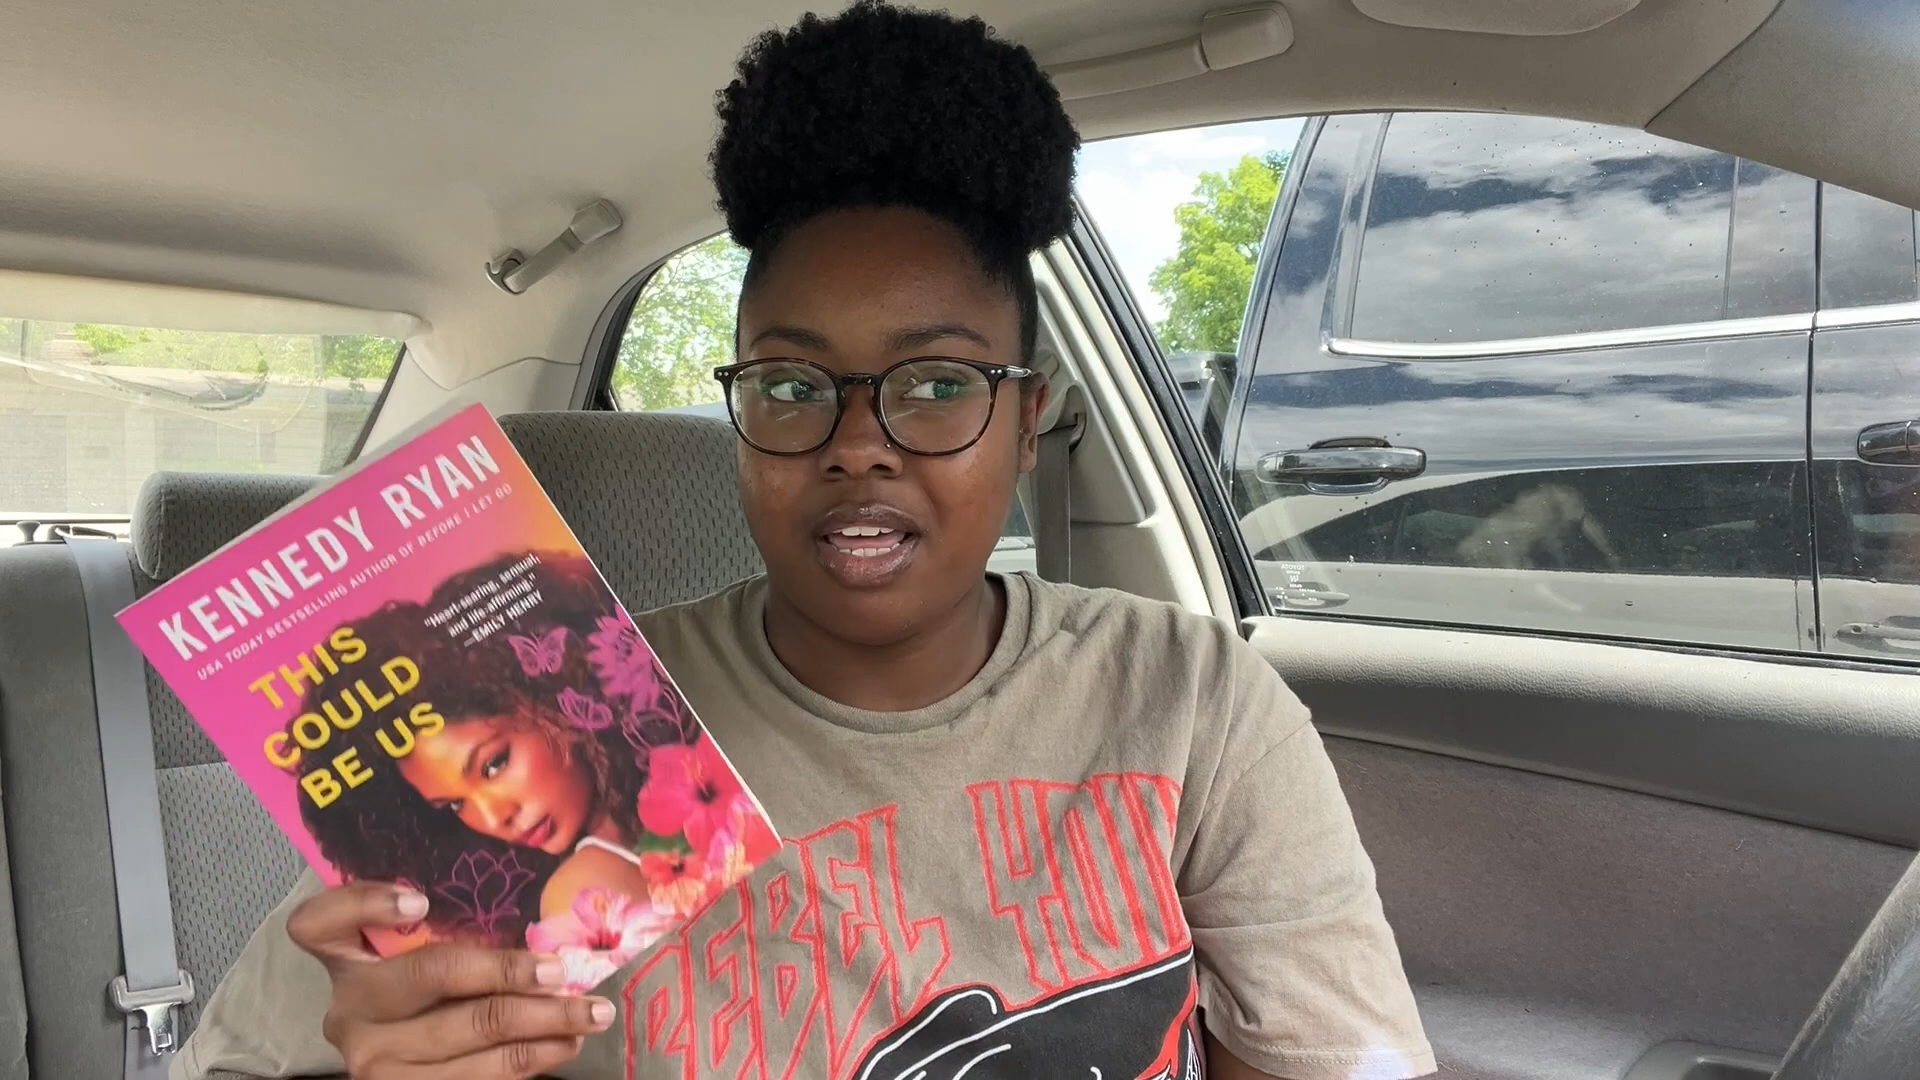 KENNEDY RYAN
USA TODAY BESTSELLING AUTHOR OF BEFORE I LET GO
"Heart-searing, sensual,
and life-affirming."
—EMILY HENRY
THIS
COULD
BE US
REBEL
TOYOTA